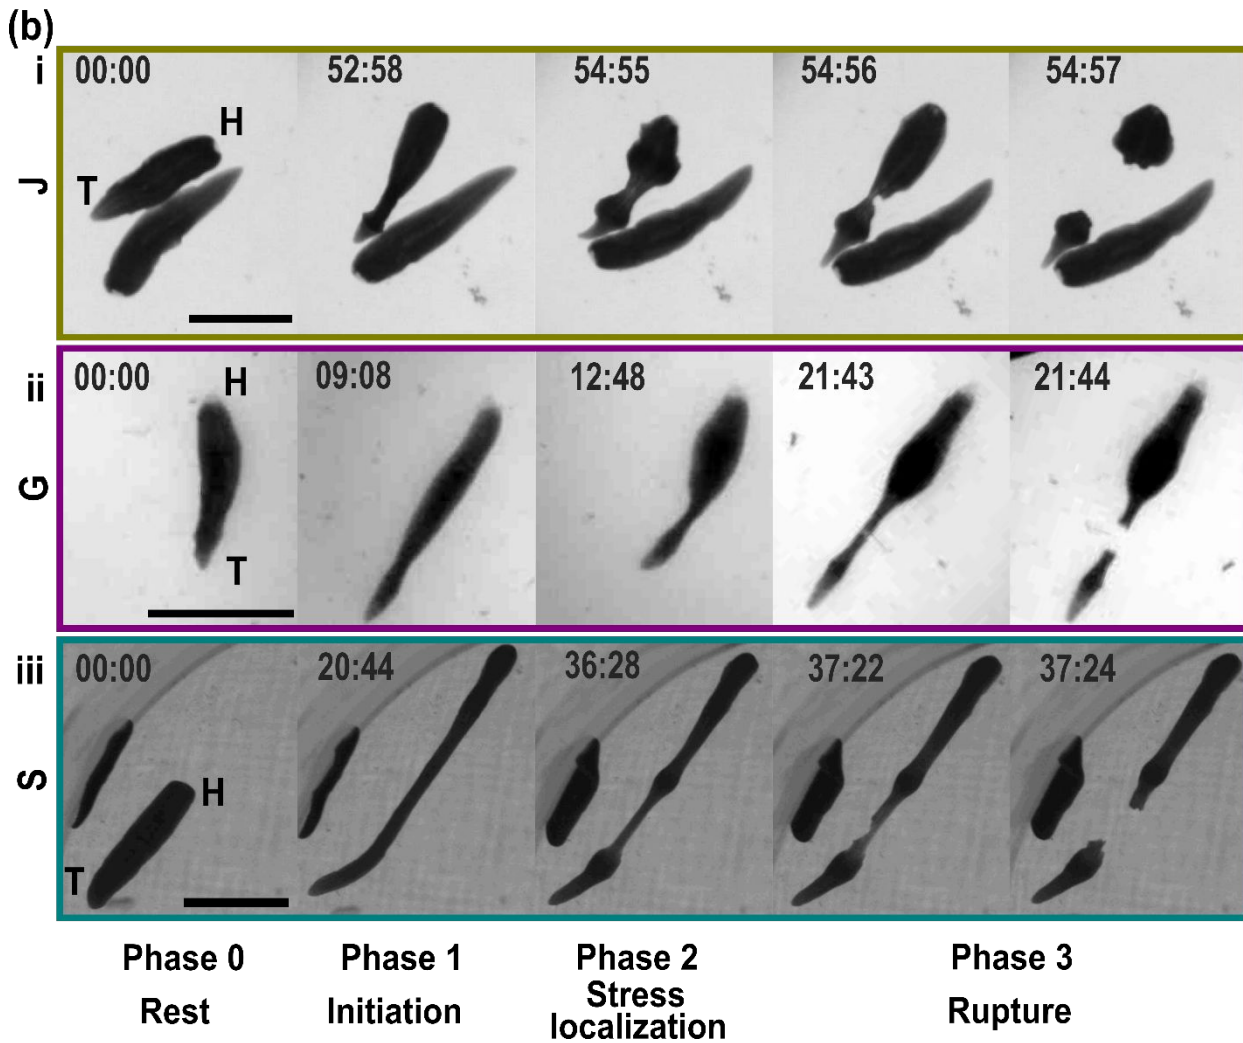 (b)
i
J
00:00
H
T
52:58
54:55
54:56
54:57
ii
G
00:00
H
T
09:08
12:48
21:43
21:44
iii
S
00:00
H
T
20:44
36:28
37:22
37:24
Phase 0
Phase 1
Phase 2
Phase 3
Rest
Initiation
Stress
localization
Rupture